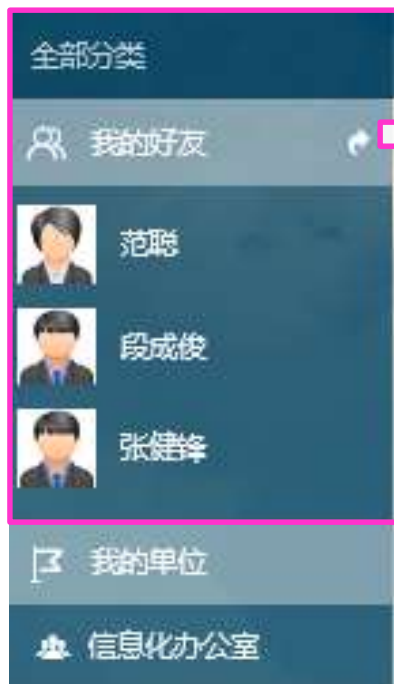 全部分类
我的好友
范聪
段成俊
张健锋
我的单位
信息化办公室